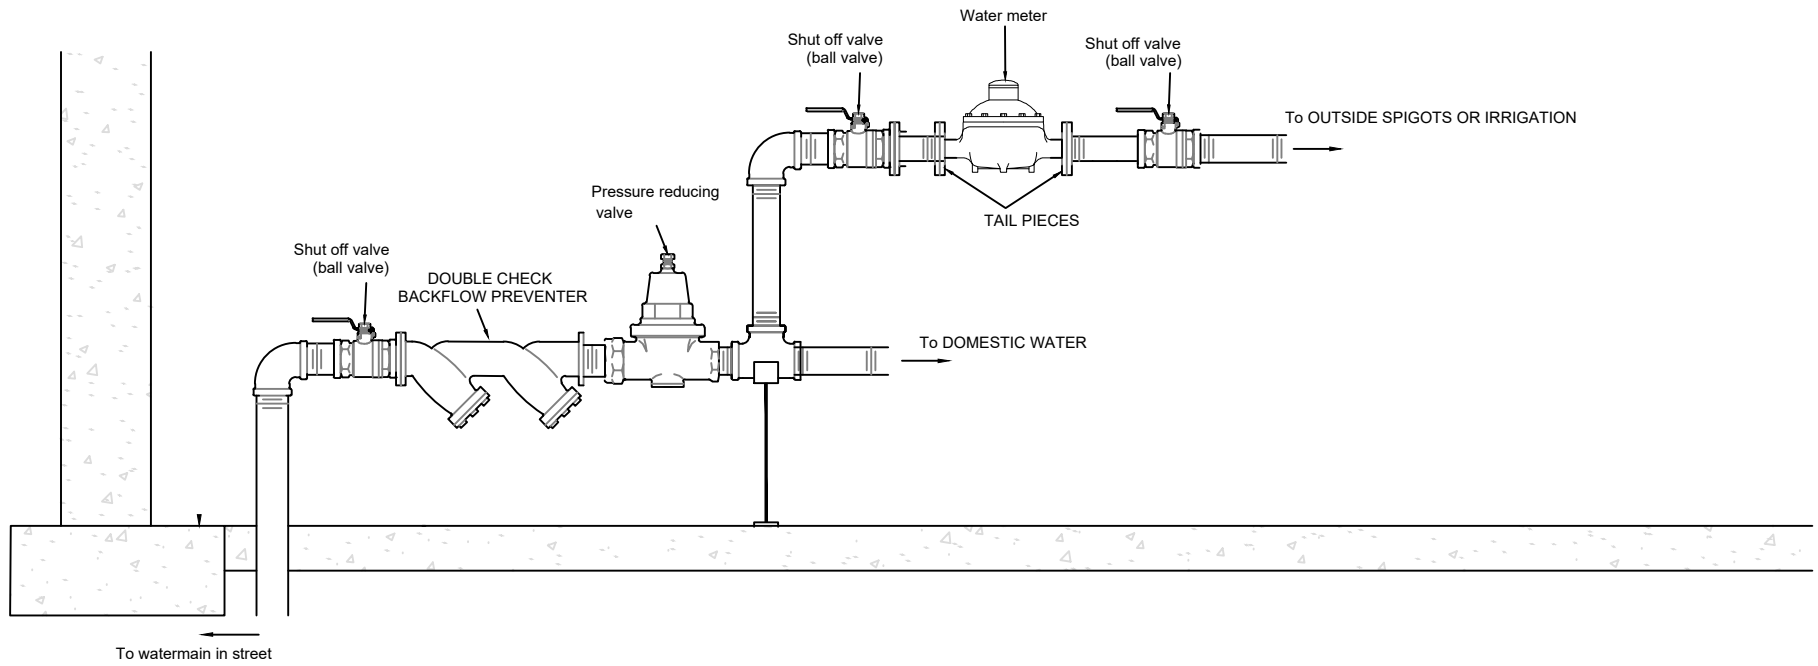 Water meter
Shut off valve
(ball valve)
Shut off valve
(ball valve)
To OUTSIDE SPIGOTS OR IRRIGATION
TAIL PIECES
Pressure reducing
valve
Shut off valve
(ball valve)
DOUBLE CHECK
BACKFLOW PREVENTER
To DOMESTIC WATER
To watermain in street